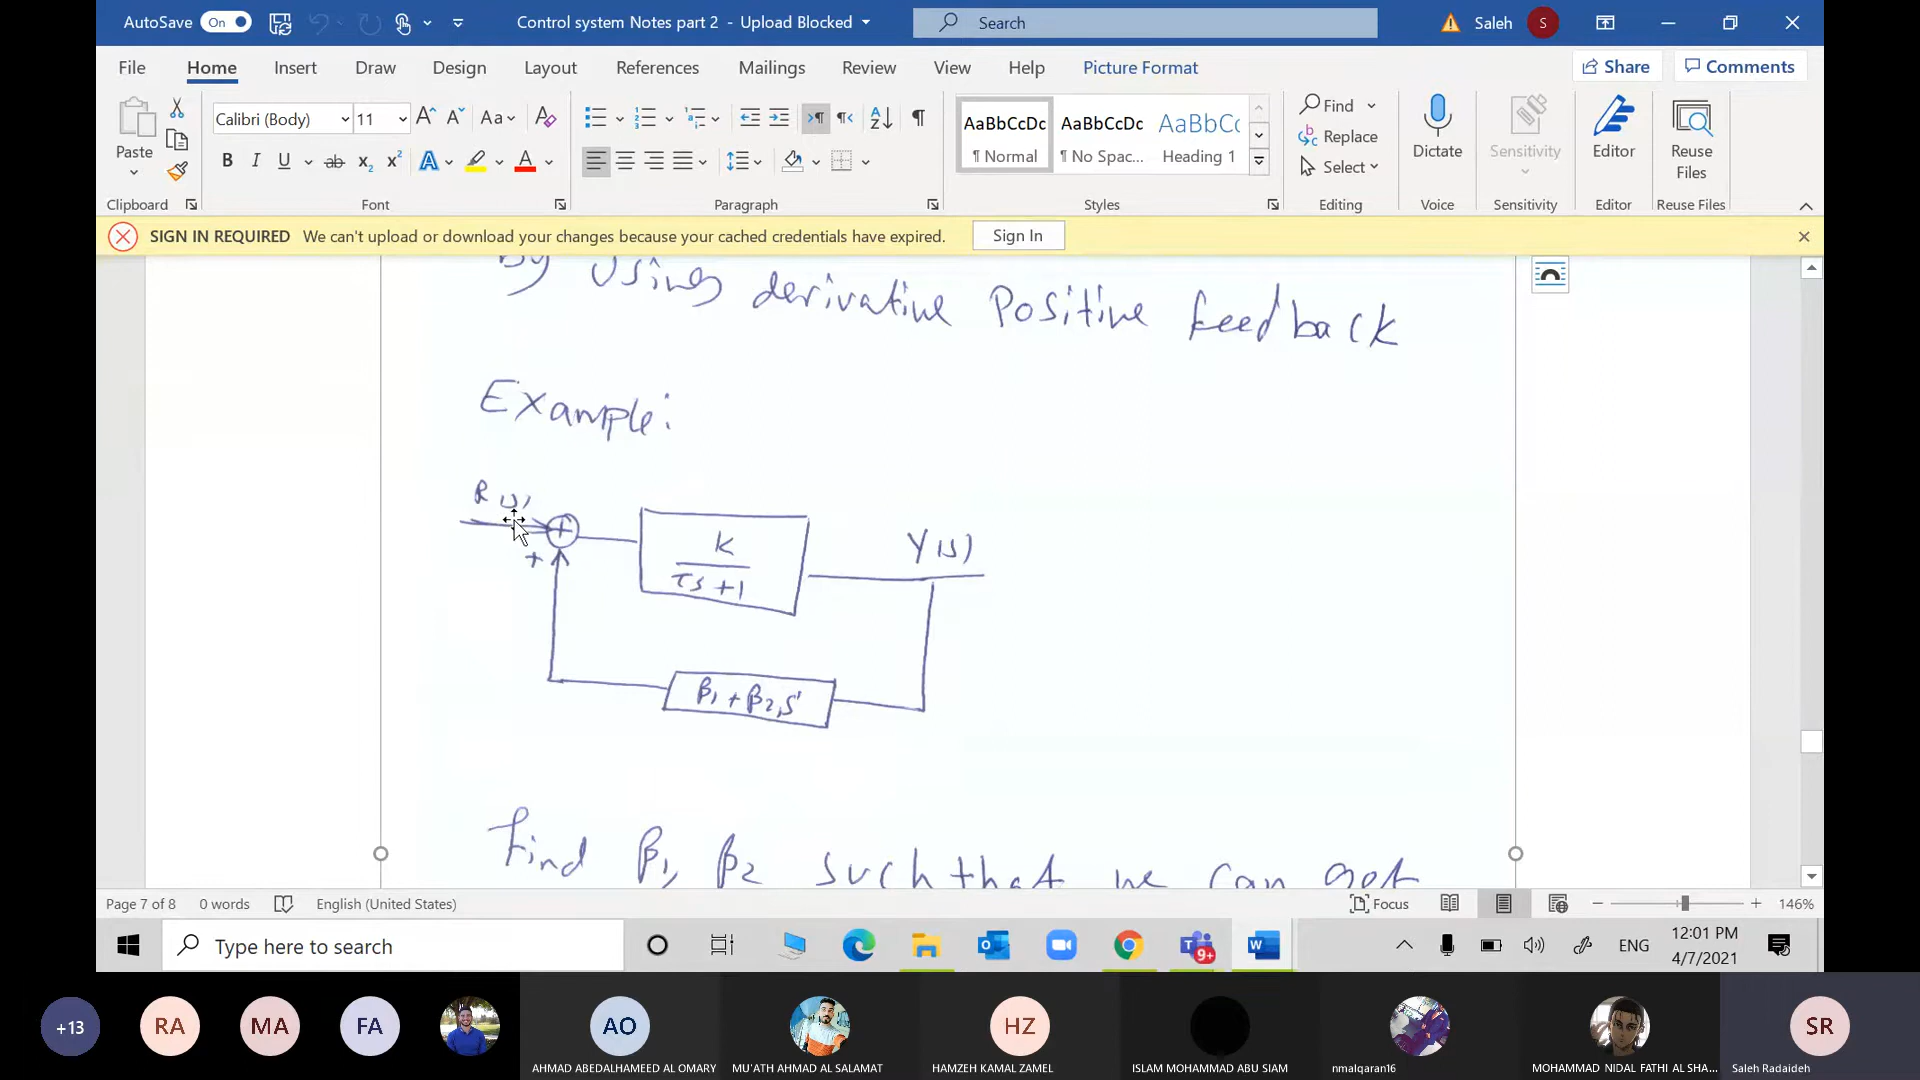 AutoSave On Control system Notes part 2 - Upload Blocked Search Saleh S
File Home Insert Draw Design Layout References Mailings Review View Help Picture Format Share Comments
Paste
Calibri (Body) 11
Aa
B I U ab x₂ x² A A
AaBbCcDc AaBbCcDc AaBbCc
¶ Normal ¶ No Spac... Heading 1
Find
Replace
Select
Dictate
Sensitivity
Editor
Reuse Files
Clipboard Font Paragraph Styles Editing Voice Sensitivity Editor Reuse Files
SIGN IN REQUIRED We can't upload or download your changes because your cached credentials have expired. Sign In
By using derivative Positive feedback
Example:
R(s)
+
+
K
τs+1
Y(s)
β₁+β₂s
find β₁, β₂ such that we can get
Page 7 of 8 0 words English (United States) Focus 146%
Type here to search
9+
ENG
12:01 PM
4/7/2021
+13 RA MA FA AO HZ SR
AHMAD ABEDALHAMEED AL OMARY MU'ATH AHMAD AL SALAMAT HAMZEH KAMAL ZAMEL ISLAM MOHAMMAD ABU SIAM nmalqaran16 MOHAMMAD NIDAL FATHI AL SHA... Saleh Radaideh